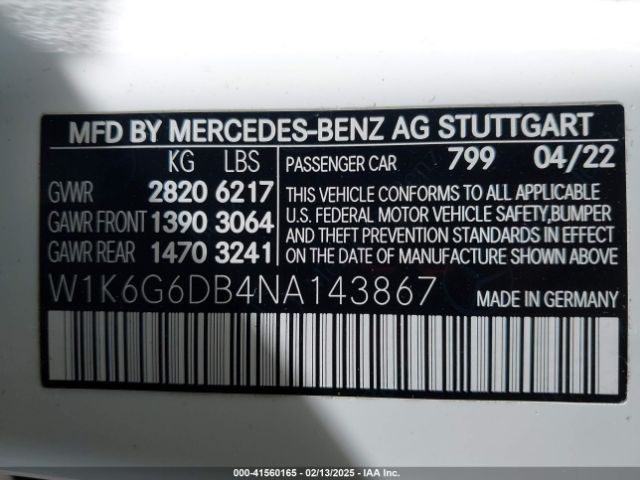 MFD BY MERCEDES-BENZ AG STUTTGART
KG LBS
GVWR 2820 6217
GAWR FRONT 1390 3064
GAWR REAR 1470 3241
PASSENGER CAR 799 04/22
THIS VEHICLE CONFORMS TO ALL APPLICABLE
U.S. FEDERAL MOTOR VEHICLE SAFETY,BUMPER
AND THEFT PREVENTION STANDARDS IN EFFECT
ON THE DATE OF MANUFACTURE SHOWN ABOVE
W1K6G6DB4NA143867 MADE IN GERMANY
000-41560165 - 02/13/2025 - IAA Inc.